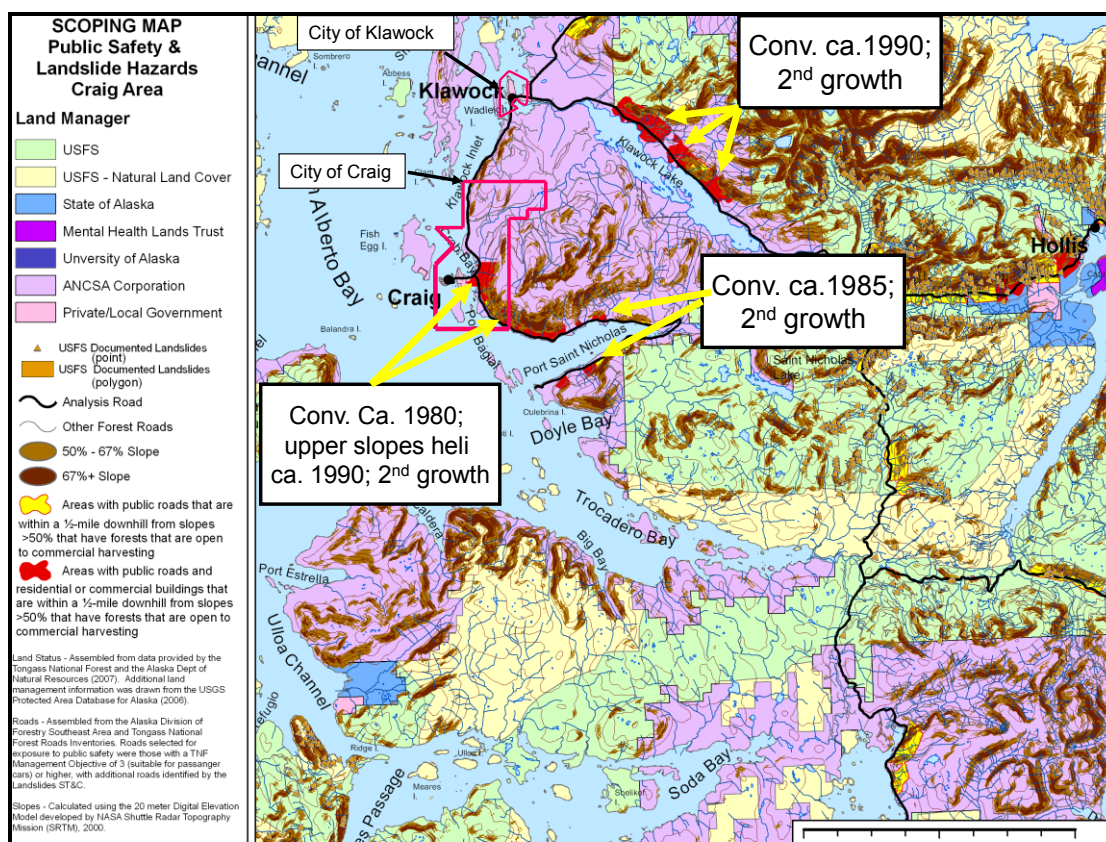 SCOPING MAP
Public Safety &
Landslide Hazards
Craig Area
Land Manager
USFS
USFS - Natural Land Cover
State of Alaska
Mental Health Lands Trust
Unversity of Alaska
ANCSA Corporation
Private/Local Government
USFS Documented Landslides
(point)
USFS Documented Landslides
(polygon)
Analysis Road
Other Forest Roads
50% - 67% Slope
67%+ Slope
Areas with public roads that are
within a ½-mile downhill from slopes
>50% that have forests that are open
to commercial harvesting
Areas with public roads and
residential or commercial buildings that
are within a ½-mile downhill from slopes
>50% that have forests that are open to
commercial harvesting
Land Status - Assembled from data provided by the
Tongass National Forest and the Alaska Dept of
Natural Resources (2007). Additional land
management information was drawn from the USGS
Protected Area Database for Alaska (2006).
Roads - Assembled from the Alaska Division of
Forestry Southeast Area and Tongass National
Forest Roads Inventories. Roads selected for
exposure to public safety were those with a TNF
Management Objective of 3 (suitable for passanger
cars) or higher, with additional roads identified by the
Landslides ST&C.
Slopes - Calculated using the 20 meter Digital Elevation
Model developed by NASA Shuttle Radar Topography
Mission (SRTM), 2000.
City of Klawock
Conv. ca.1990;
2nd growth
Sombrero
I.
Abbess
I.
Klawock
Wadleigh
I.
Klawock Inlet
Klawock Lake
City of Craig
Fish
Egg I.
Alberto Bay
Craig
Balandra I.
Port Saint Nicholas
Conv. ca.1985;
2nd growth
Hollis
Saint Nicholas
Lake
Culebrina I.
Doyle Bay
Conv. Ca. 1980;
upper slopes heli
ca. 1990; 2nd growth
Trocadero Bay
Big Bay
Port Estrella
Ulloa Channel
Ridge I.
Meares
I.
Shelikof
Soda Bay
Passage